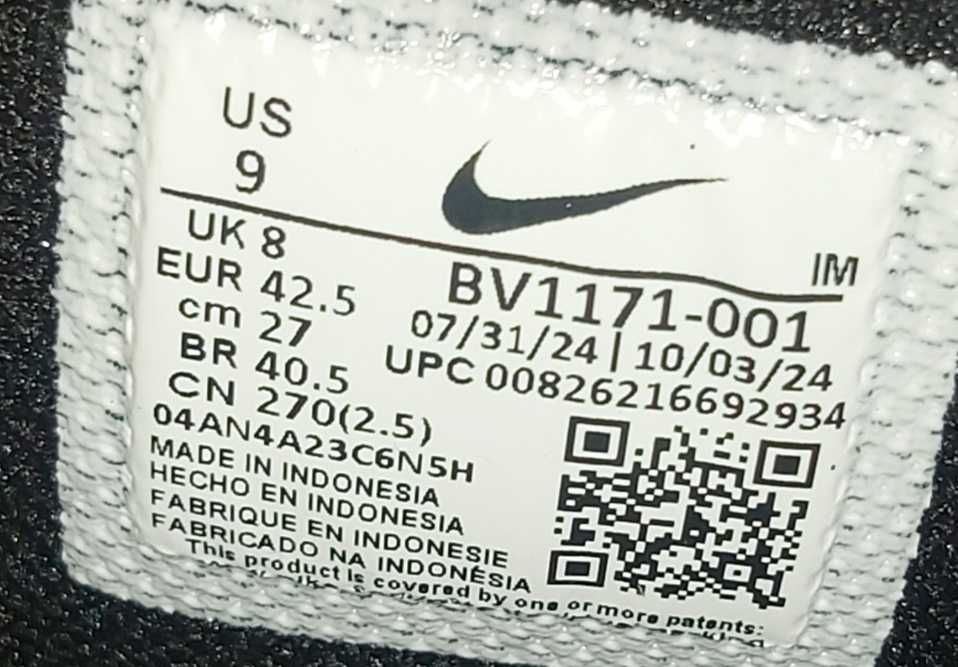 US
9
IM
UK 8
EUR 42.5
cm 27
BR 40.5
CN 270(2.5)
BV1171-001
07/31/24 | 10/03/24
UPC 00826216692934
04AN4A23C6N5H
MADE IN INDONESIA
HECHO EN INDONESIA
FABRIQUE EN INDONESIE
FABRICADO NA INDONÉSIA
This product is covered by one or more patents: